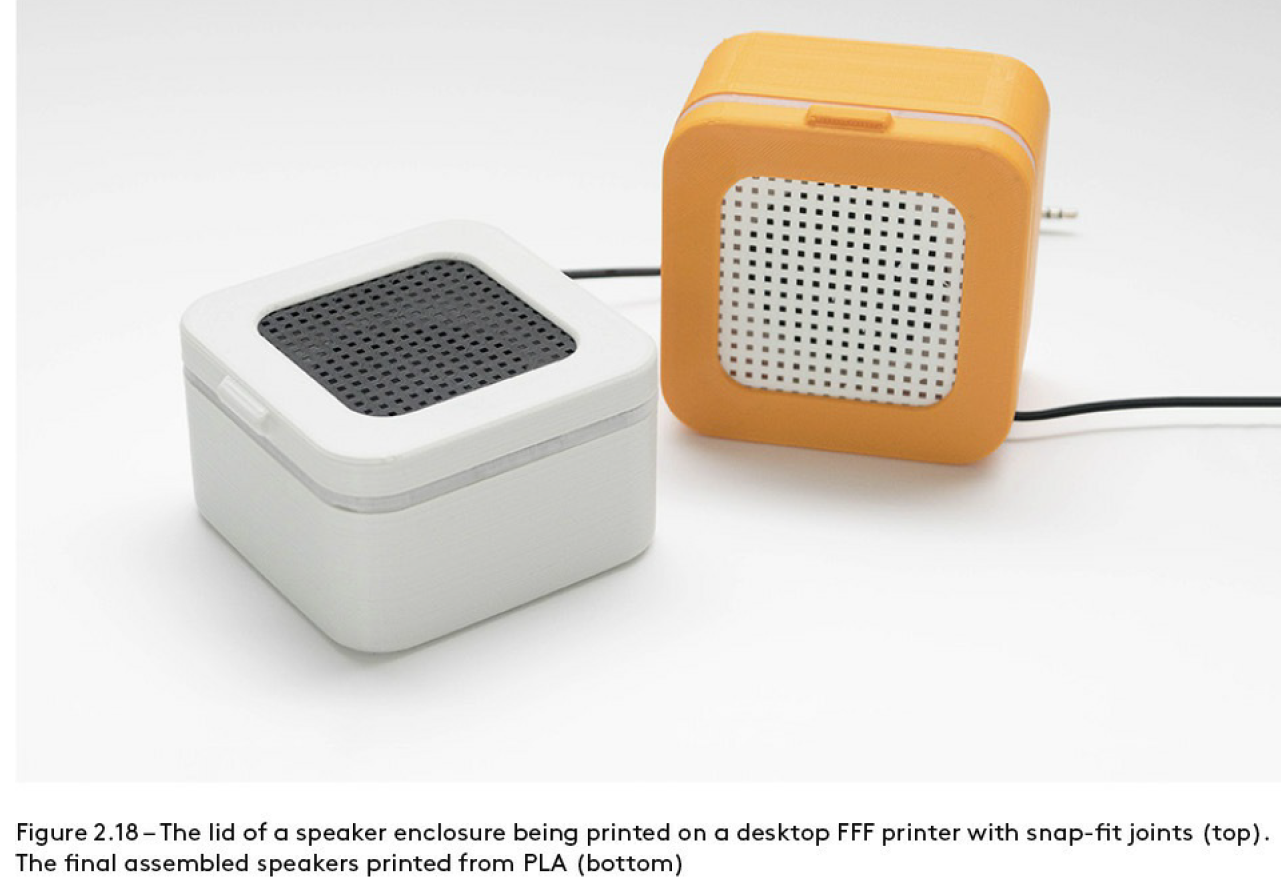 Figure 2.18 – The lid of a speaker enclosure being printed on a desktop FFF printer with snap-fit joints (top).
The final assembled speakers printed from PLA (bottom)